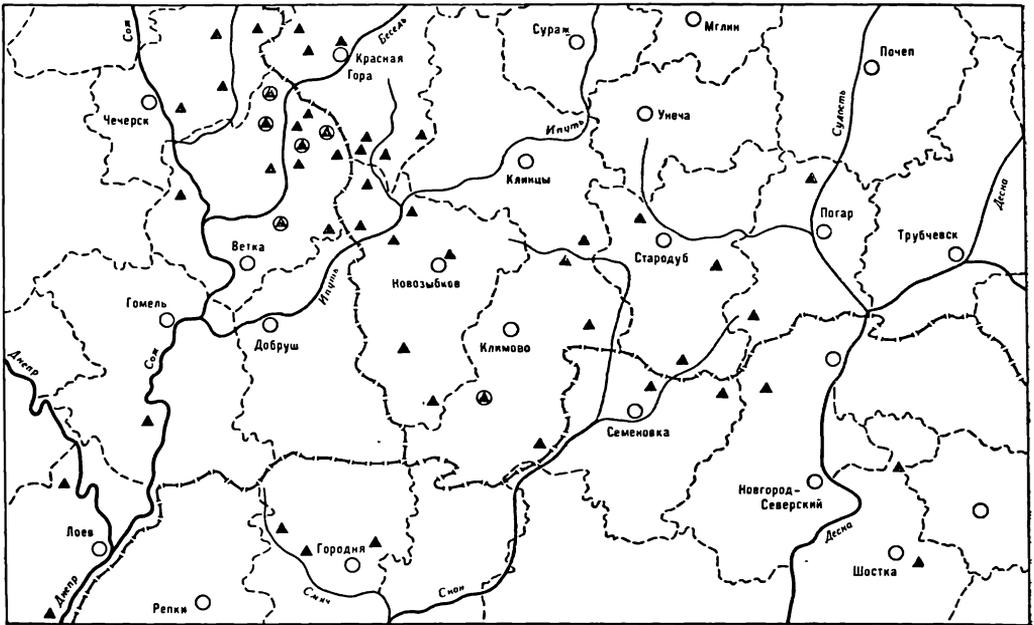 Сож
Беседь
Красная
Гора
Сураж
Мглин
Почеп
Чечерск
Унеча
Судость
Ипуть
Клинцы
Десна
Погар
Ветка
Стародуб
Трубчевск
Ипуть
Новозыбков
Гомель
Добруш
Климово
Сож
Днепр
Семеновка
Новгород-
Северский
Десна
Лоев
Городня
Шостка
Днепр
Репки
Снов